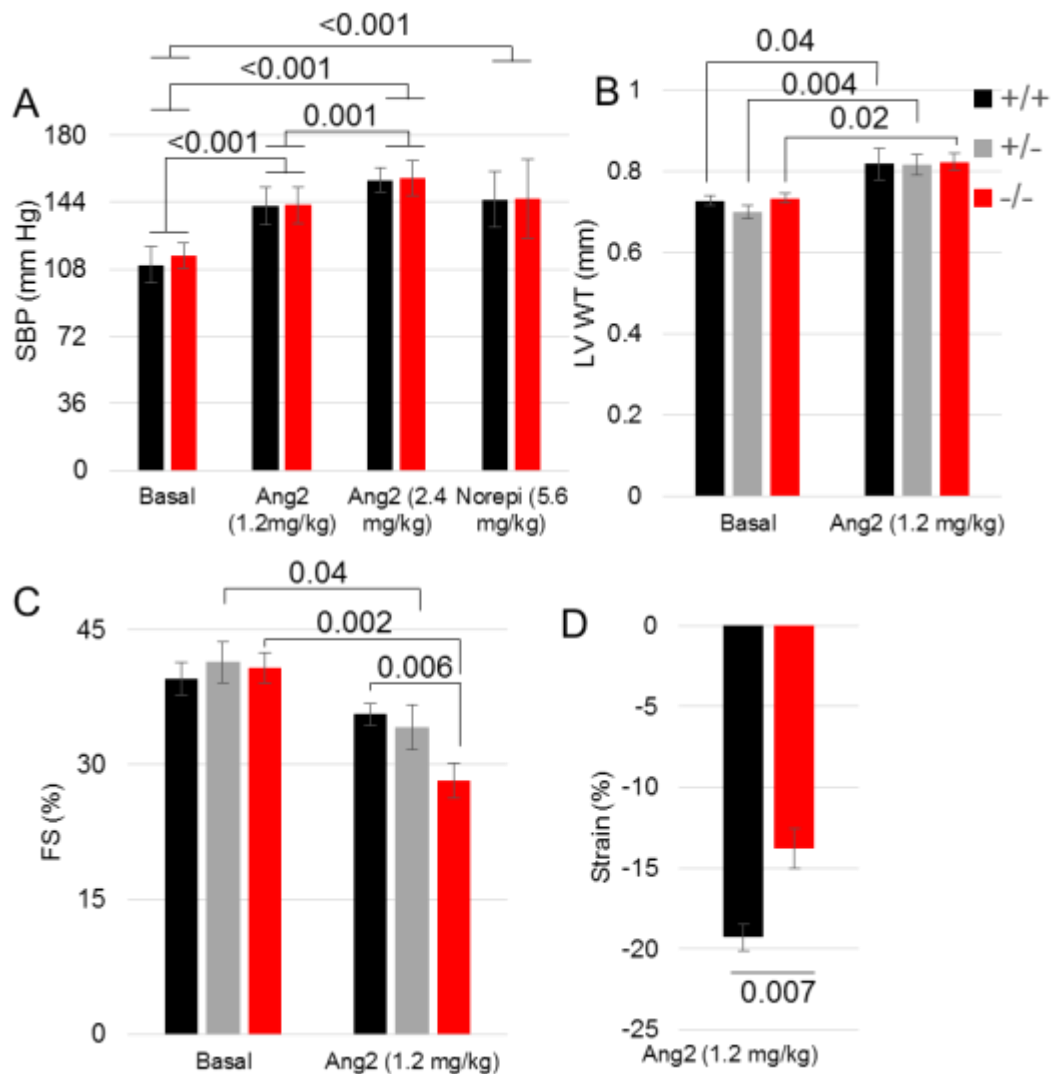 <0.001
<0.001
0.001
<0.001
A
SBP (mm Hg)
180
144
108
72
36
0
Basal
Ang2
(1.2mg/kg)
Ang2 (2.4
mg/kg)
Norepi (5.6
mg/kg)
0.04
0.004
0.02
B
LV WT (mm)
1
0.8
0.6
0.4
0.2
0
+/+
+/-
-/-
Basal
Ang2 (1.2 mg/kg)
C
0.04
0.002
0.006
FS (%)
45
30
15
0
Basal
Ang2 (1.2 mg/kg)
D
Strain (%)
0
-5
-10
-15
-20
-25
0.007
Ang2 (1.2 mg/kg)